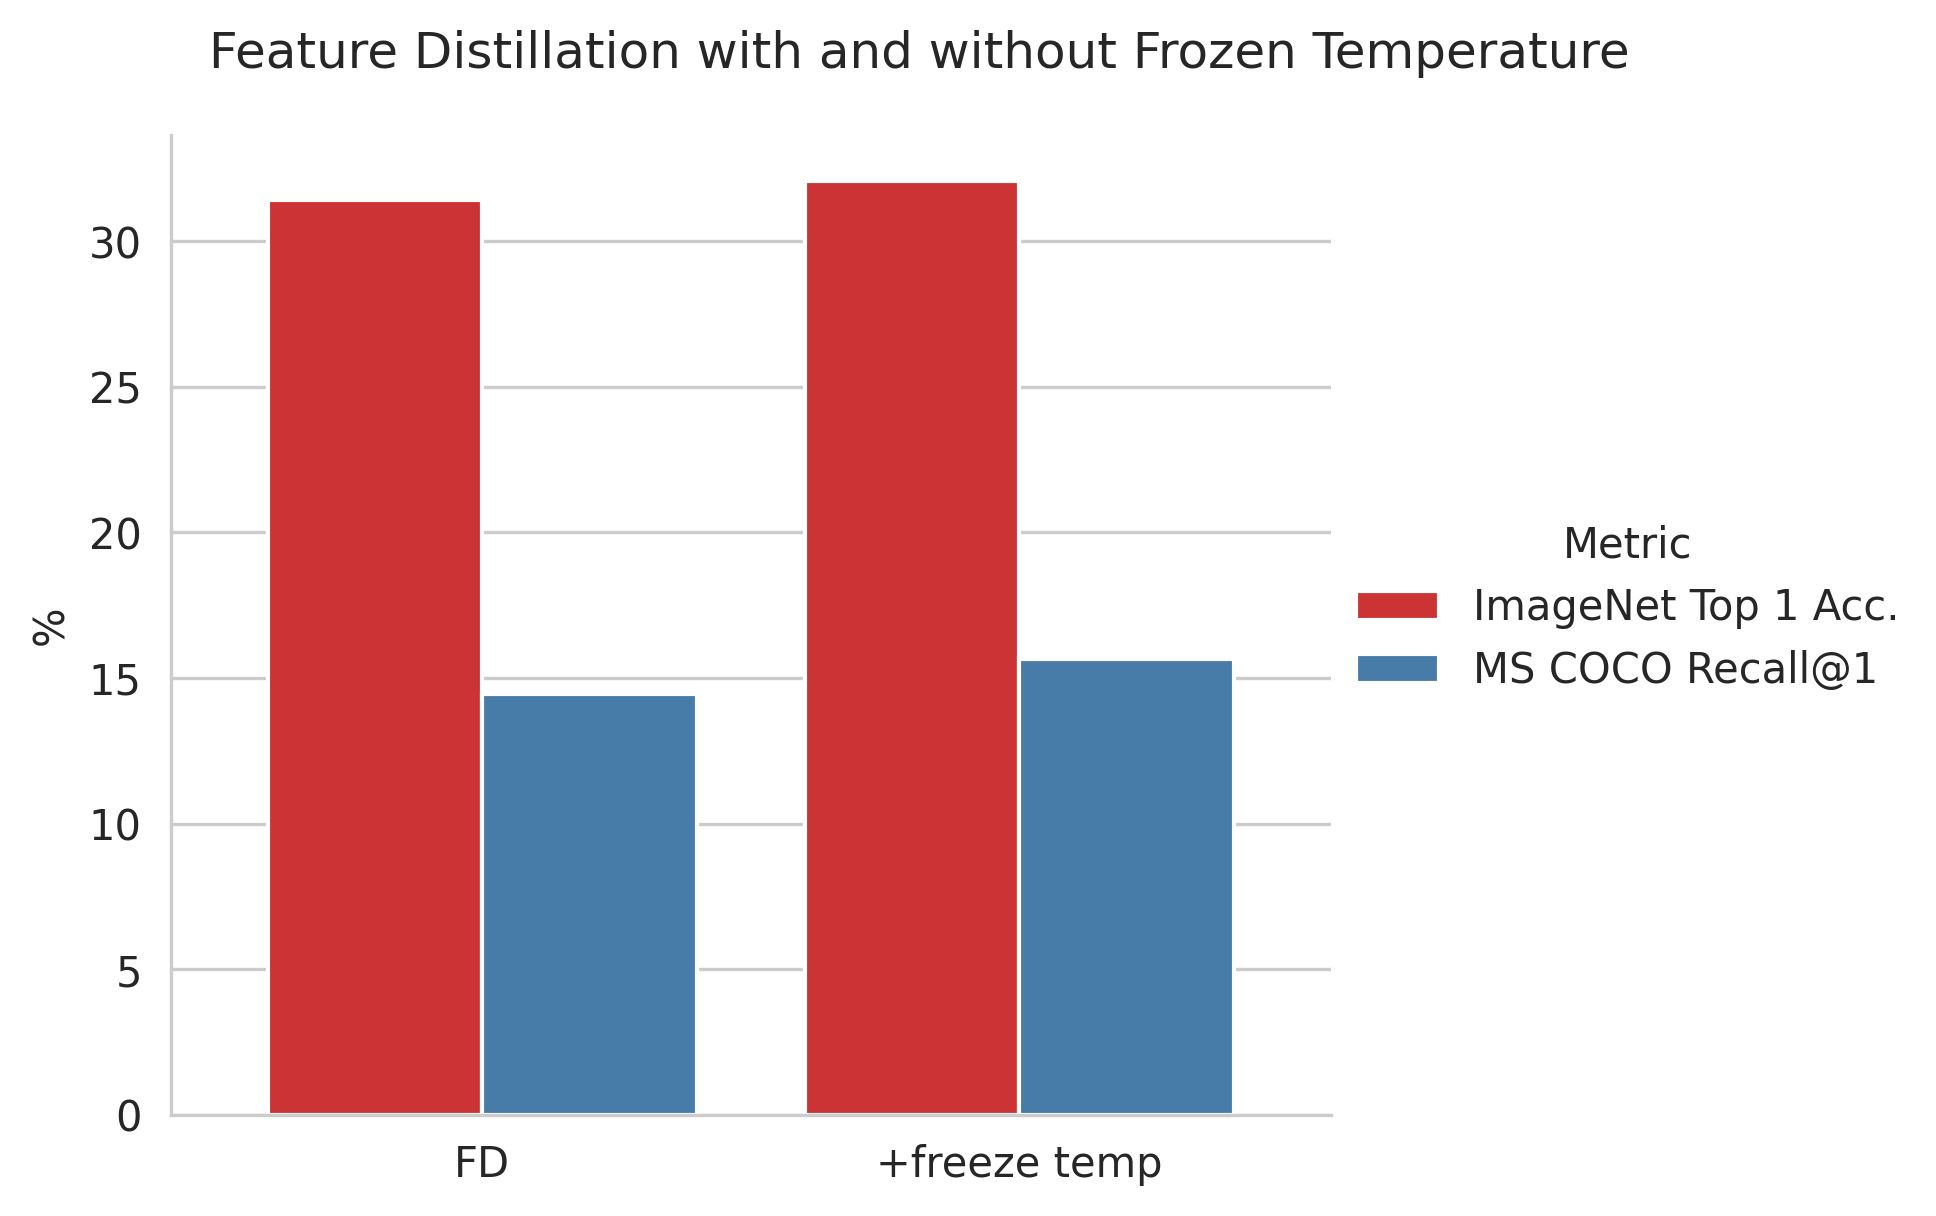 Feature Distillation with and without Frozen Temperature
%
30
25
20
15
10
5
0
FD
+freeze temp
Metric
ImageNet Top 1 Acc.
MS COCO Recall@1